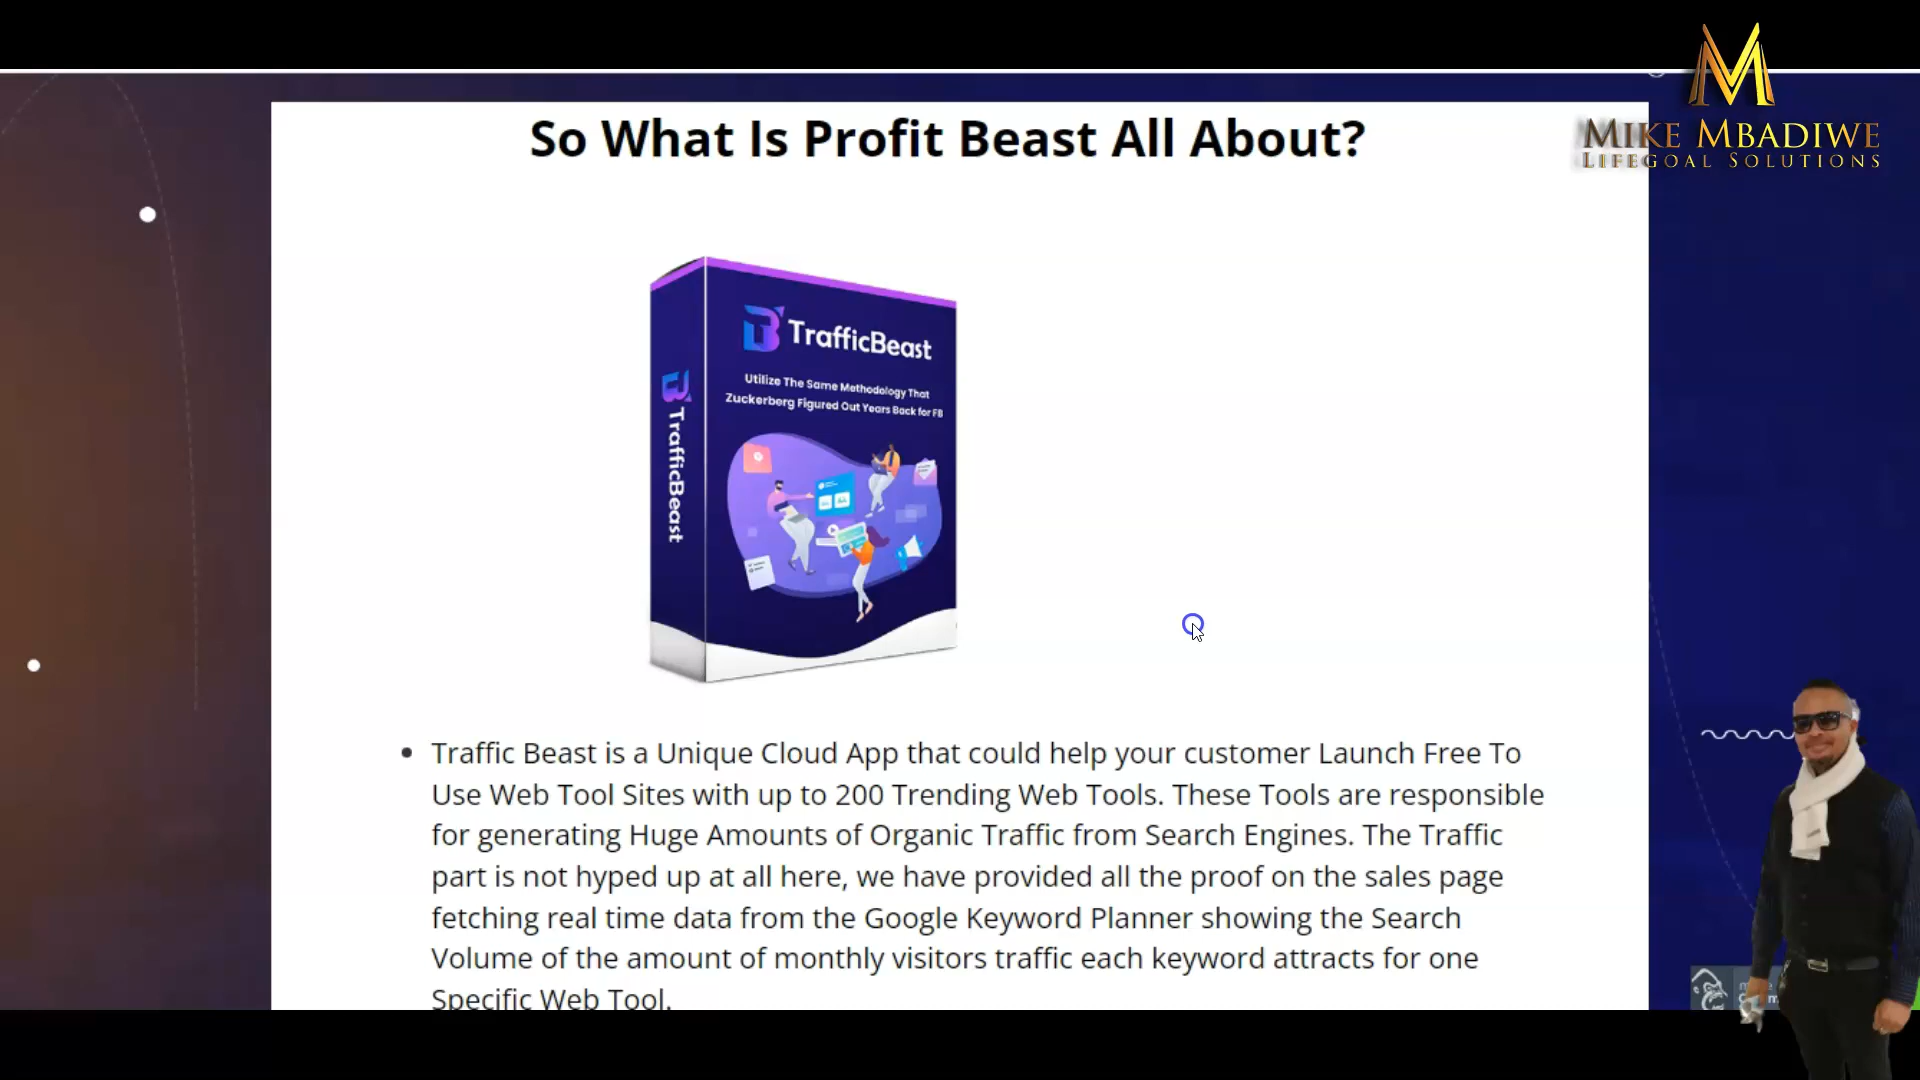 MIKE MBADIWE
LIFEGOAL SOLUTIONS
So What Is Profit Beast All About?
TrafficBeast
Utilize The Same Methodology That
Zuckerberg Figured Out Years Back for FB
TrafficBeast
Traffic Beast is a Unique Cloud App that could help your customer Launch Free To
Use Web Tool Sites with up to 200 Trending Web Tools. These Tools are responsible
for generating Huge Amounts of Organic Traffic from Search Engines. The Traffic
part is not hyped up at all here, we have provided all the proof on the sales page
fetching real time data from the Google Keyword Planner showing the Search
Volume of the amount of monthly visitors traffic each keyword attracts for one
Specific Web Tool.